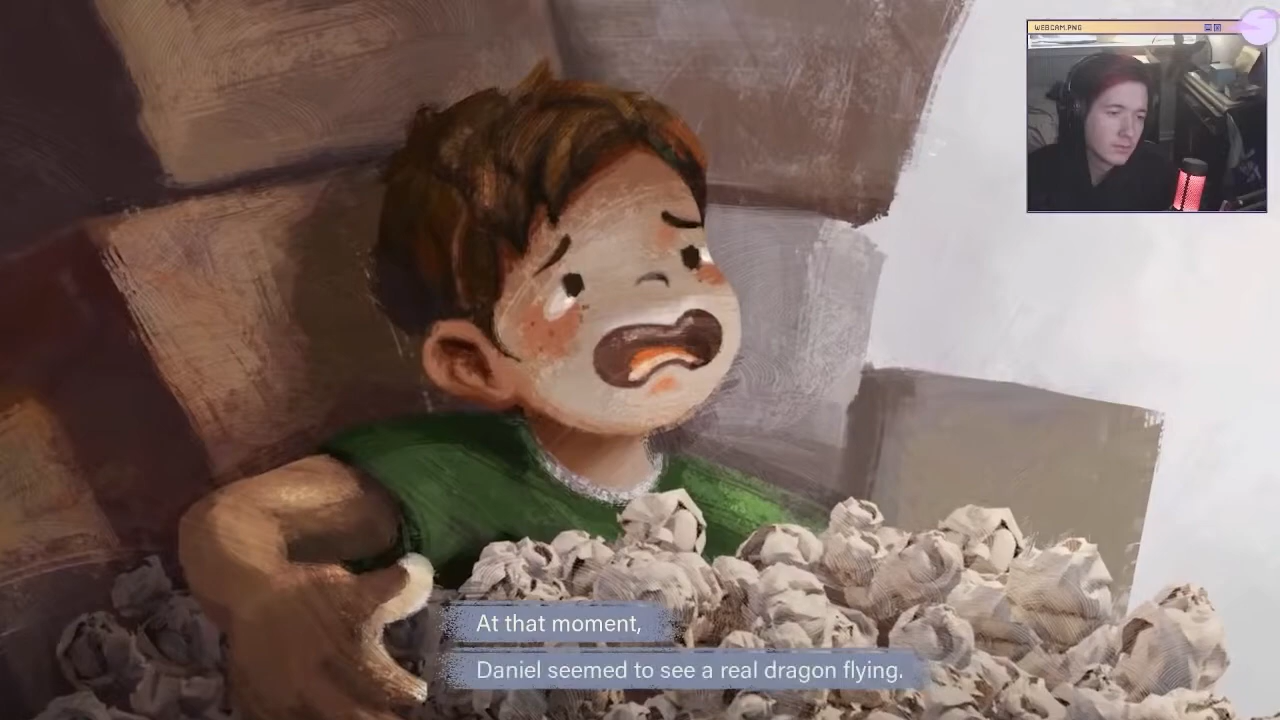 WEBCAM.PNG
At that moment,
Daniel seemed to see a real dragon flying.